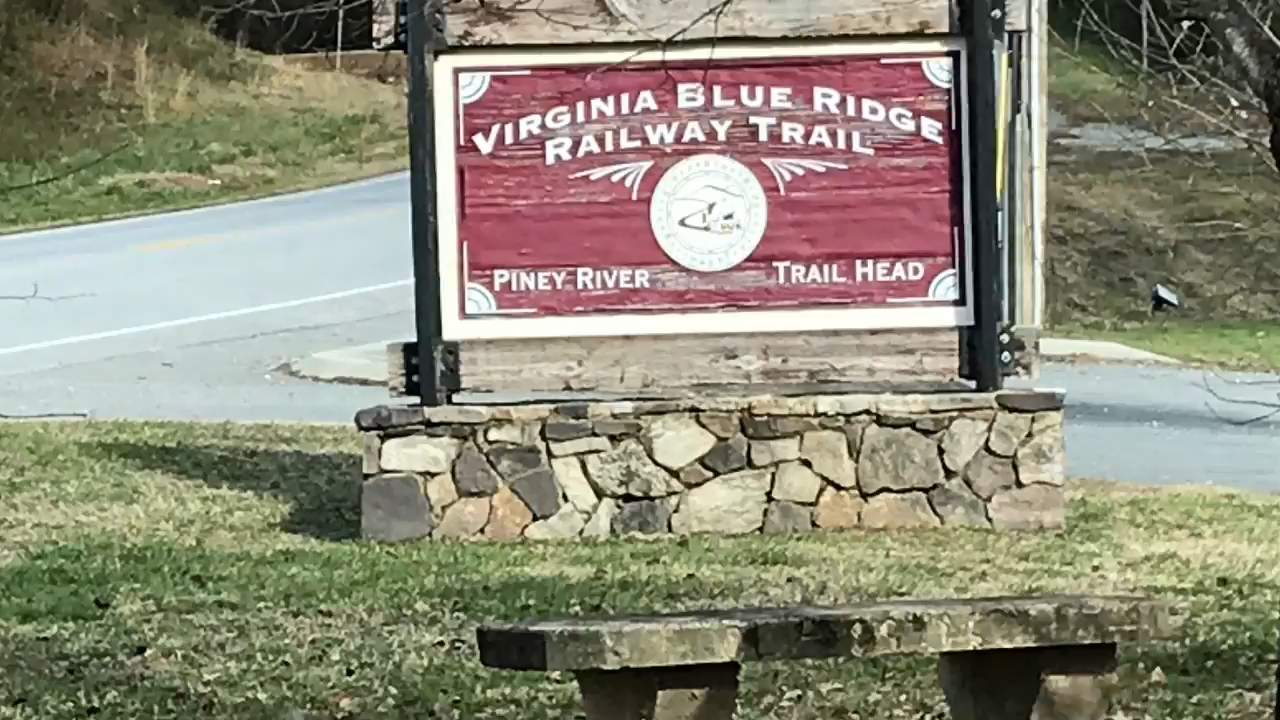 VIRGINIA BLUE RIDGE
RAILWAY TRAIL
PINEY RIVER
TRAIL HEAD